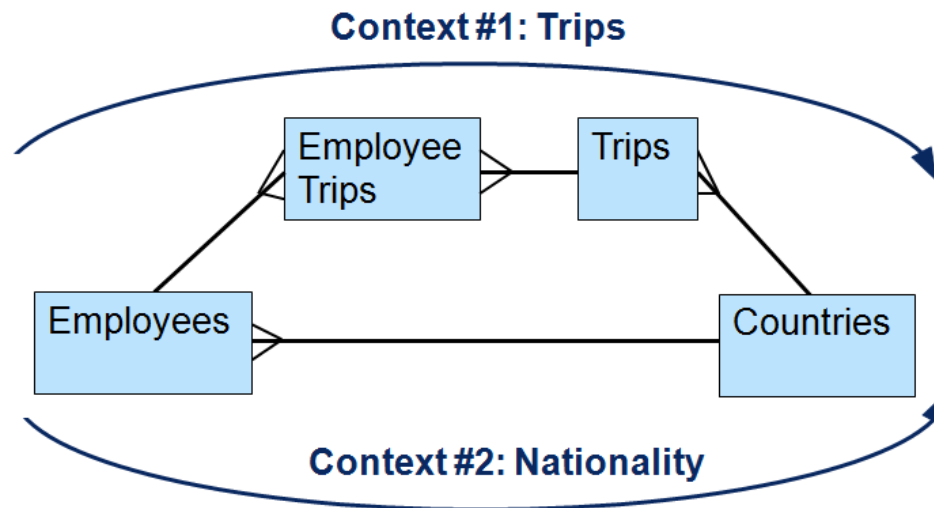 Context #1: Trips
Employee
Trips
Trips
Employees
Countries
Context #2: Nationality